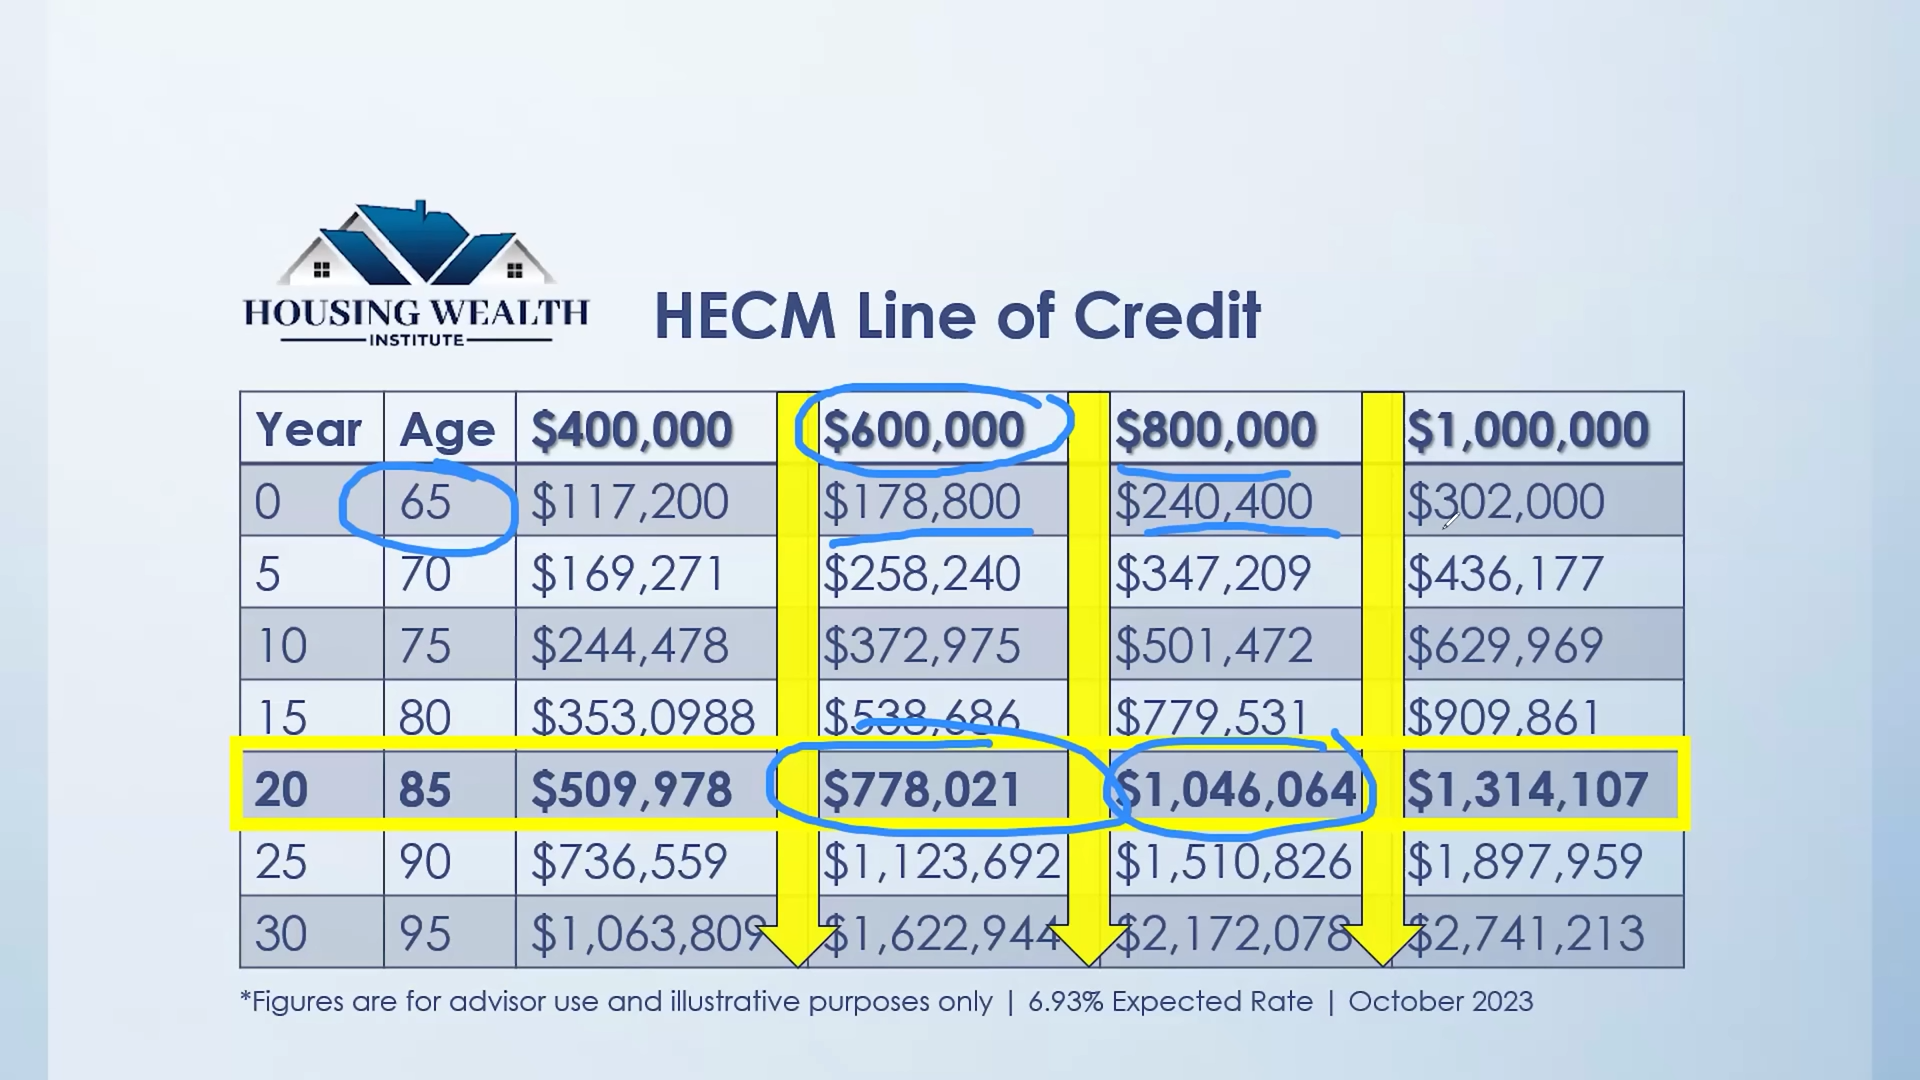 HOUSING WEALTH
INSTITUTE
HECM Line of Credit
Year Age $400,000 $600,000 $800,000 $1,000,000
0 65 $117,200 $178,800 $240,400 $302,000
5 70 $169,271 $258,240 $347,209 $436,177
10 75 $244,478 $372,975 $501,472 $629,969
15 80 $353,0988 $538,686 $779,531 $909,861
20 85 $509,978 $778,021 $1,046,064 $1,314,107
25 90 $736,559 $1,123,692 $1,510,826 $1,897,959
30 95 $1,063,809 $1,622,944 $2,172,078 $2,741,213
*Figures are for advisor use and illustrative purposes only | 6.93% Expected Rate | October 2023